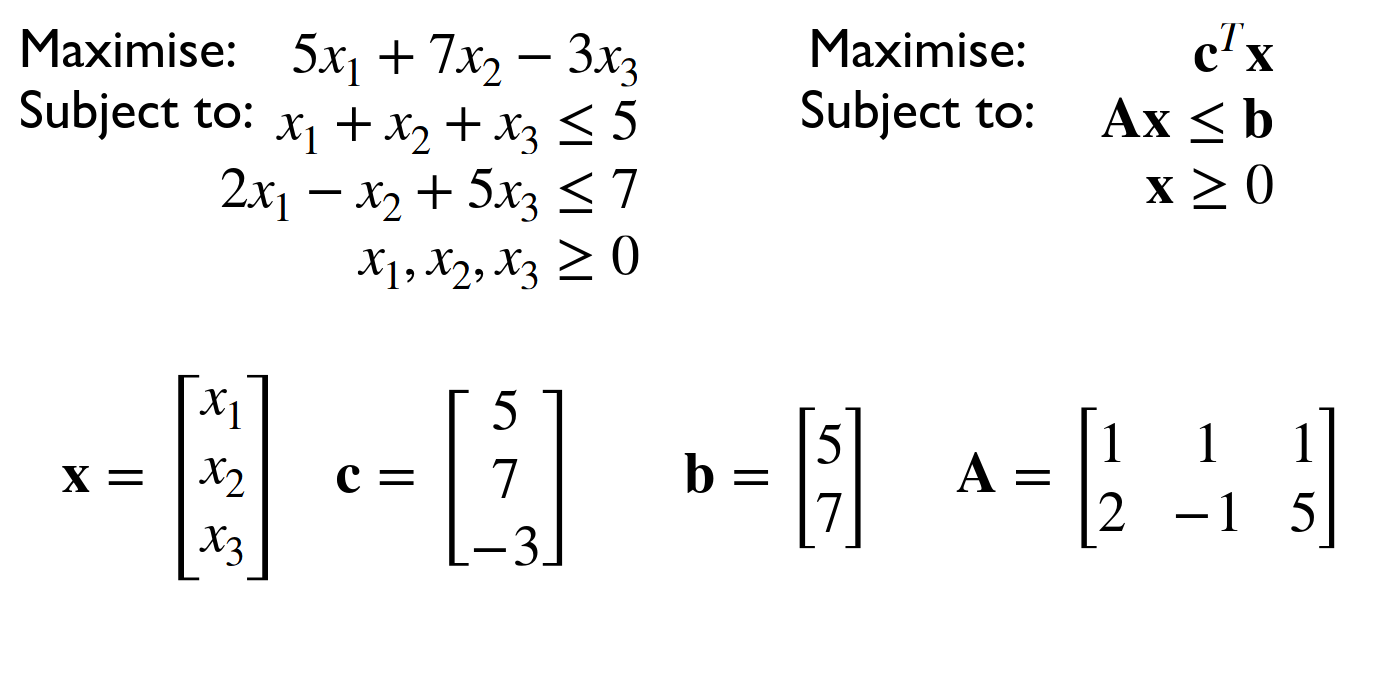 Maximise: 5x₁ + 7x₂ − 3x₃
Subject to: x₁ + x₂ + x₃ ≤ 5
2x₁ − x₂ + 5x₃ ≤ 7
x₁, x₂, x₃ ≥ 0
Maximise: 𝐜ᵀ𝐱
Subject to: 𝐀𝐱 ≤ 𝐛
𝐱 ≥ 0
𝐱 = [x₁ x₂ x₃] 𝐜 = [5 7 −3] 𝐛 = [5 7] 𝐀 = [1 1 1 2 −1 5]